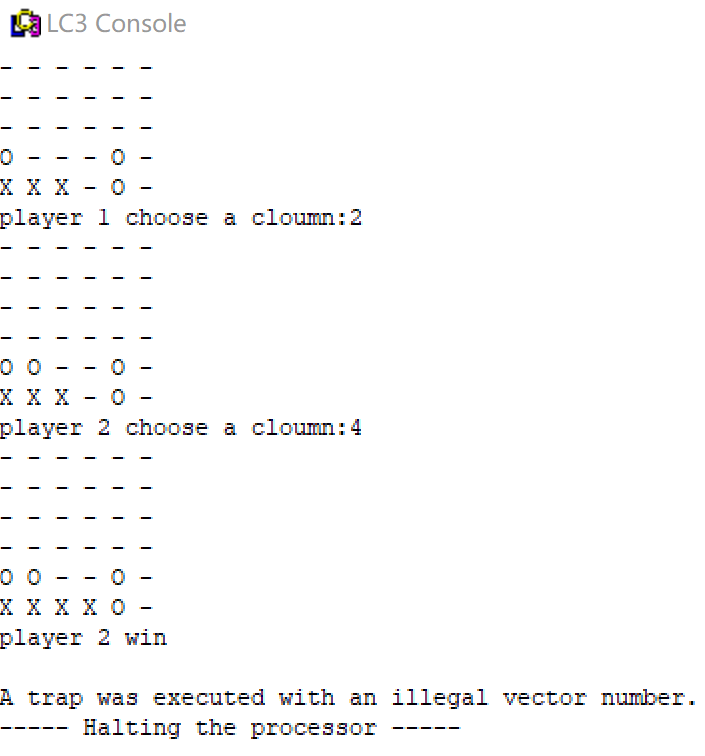 LC3 Console
- - - - - -
- - - - - -
- - - - - -
O - - - O -
X X X - O -
player 1 choose a cloumn:2
- - - - - -
- - - - - -
- - - - - -
- - - - - -
O O - - O -
X X X - O -
player 2 choose a cloumn:4
- - - - - -
- - - - - -
- - - - - -
- - - - - -
O O - - O -
X X X X O -
player 2 win
A trap was executed with an illegal vector number.
----- Halting the processor -----